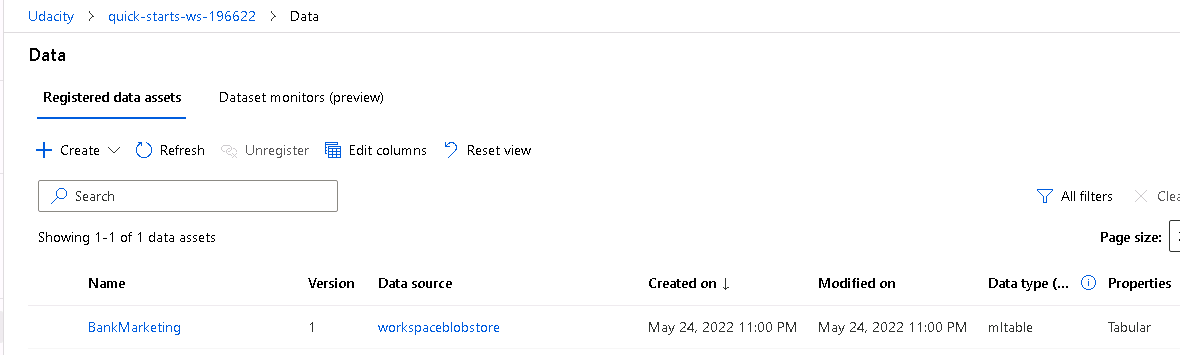 Udacity > quick-starts-ws-196622 > Data
Data
Registered data assets Dataset monitors (preview)
Create Refresh Unregister Edit columns Reset view
Search
All filters
Showing 1-1 of 1 data assets
Page size:
Name Version Data source Created on ↓ Modified on Data type (... Properties
BankMarketing 1 workspaceblobstore May 24, 2022 11:00 PM May 24, 2022 11:00 PM mltable Tabular